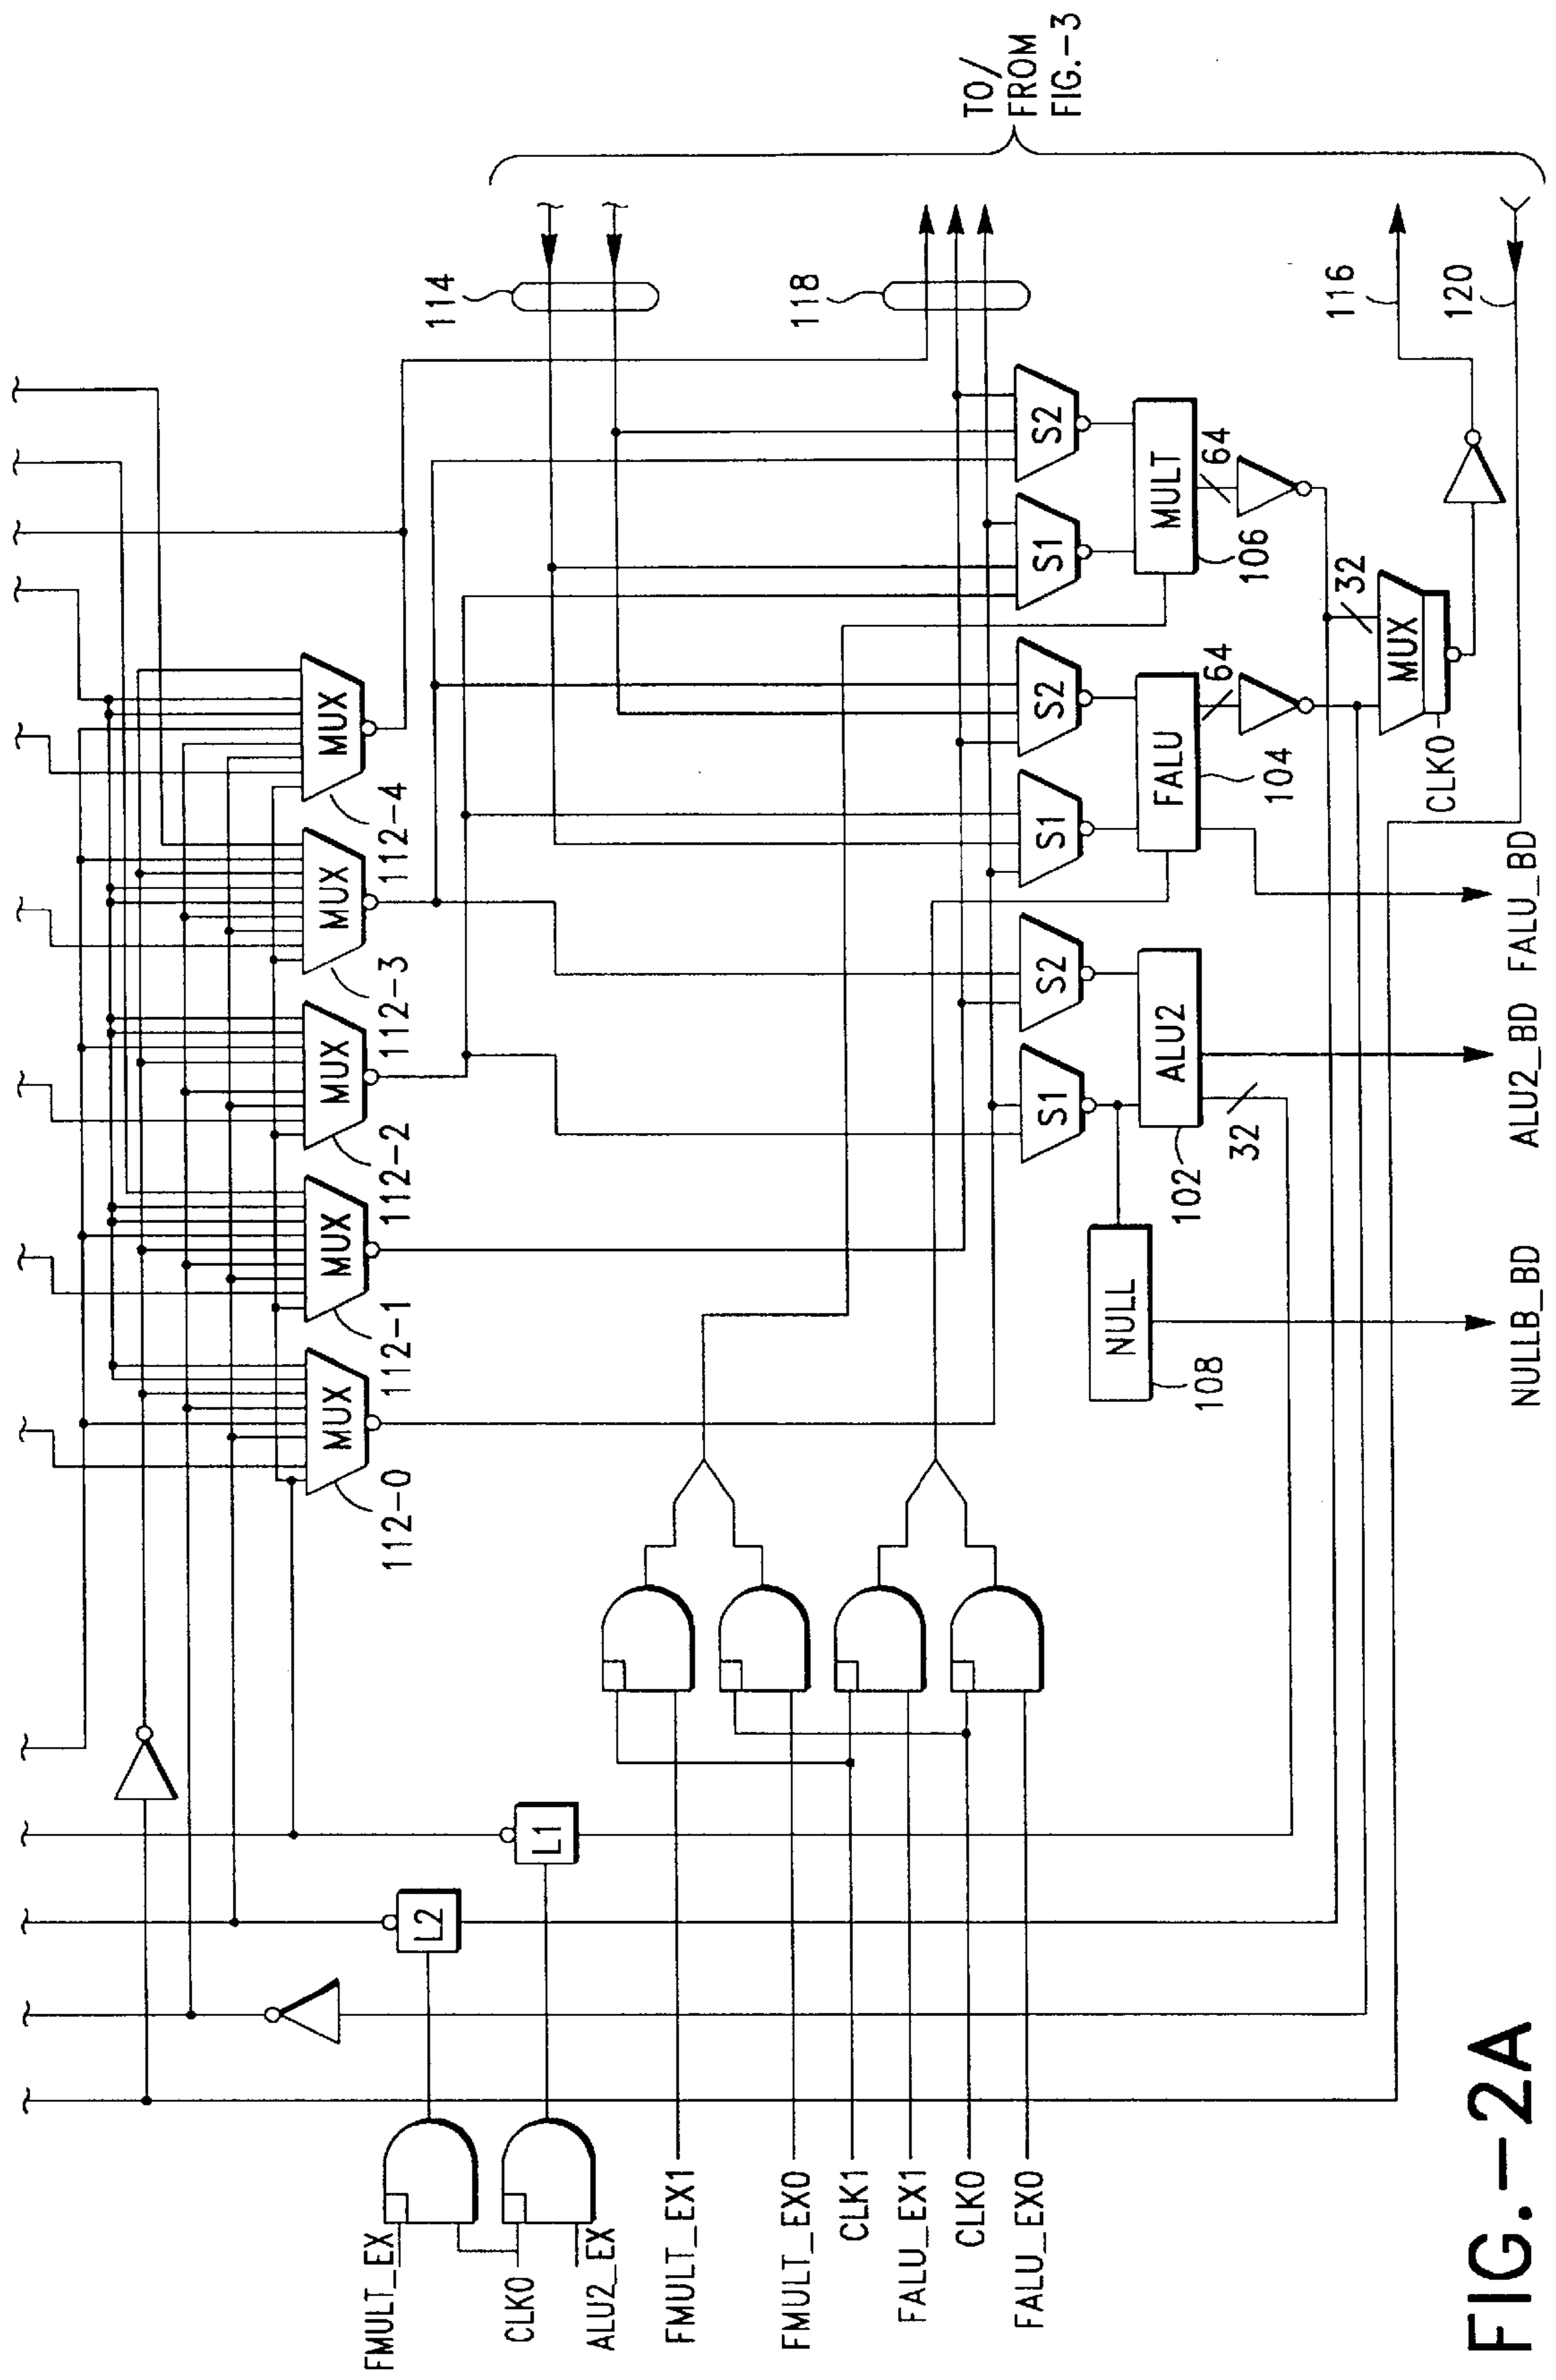 TO/
FROM
FIG.-3
114
118
116
120
MUX
112-4
MUX
112-3
MUX
112-2
MUX
112-1
MUX
112-0
S2
S1
MULT
106
64
S2
S1
FALU
104
64
S2
S1
ALU2
102
32
NULL
108
32
MUX
CLK0
L1
L2
FMULT_EX
CLK0
ALU2_EX
FMULT_EX1
FMULT_EX0
CLK1
FALU_EX1
CLK0
FALU_EX0
NULLB_BD
ALU2_BD
FALU_BD
FIG.-2A